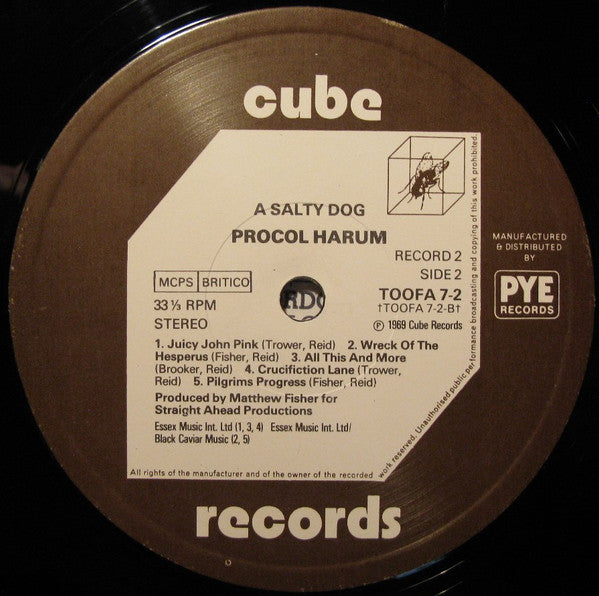 cube
A SALTY DOG
PROCOL HARUM
RECORD 2
SIDE 2
MCPS BRITICO
TOOFA 7-2
33⅓ RPM
†TOOFA 7-2-B†
STEREO
℗ 1969 Cube Records
RDC
1. Juicy John Pink (Trower, Reid) 2. Wreck Of The
Hesperus (Fisher, Reid) 3. All This And More
(Brooker, Reid) 4. Crucifiction Lane (Trower,
Reid) 5. Pilgrims Progress (Fisher, Reid)
Produced by Matthew Fisher for
Straight Ahead Productions
Essex Music Int. Ltd (1, 3, 4) Essex Music Int. Ltd/
Black Caviar Music (2, 5)
All rights of the manufacturer and of the owner of the recorded
work reserved. Unauthorised public performance broadcasting and copying of this work prohibited.
MANUFACTURED
& DISTRIBUTED
BY
PYE
RECORDS
records